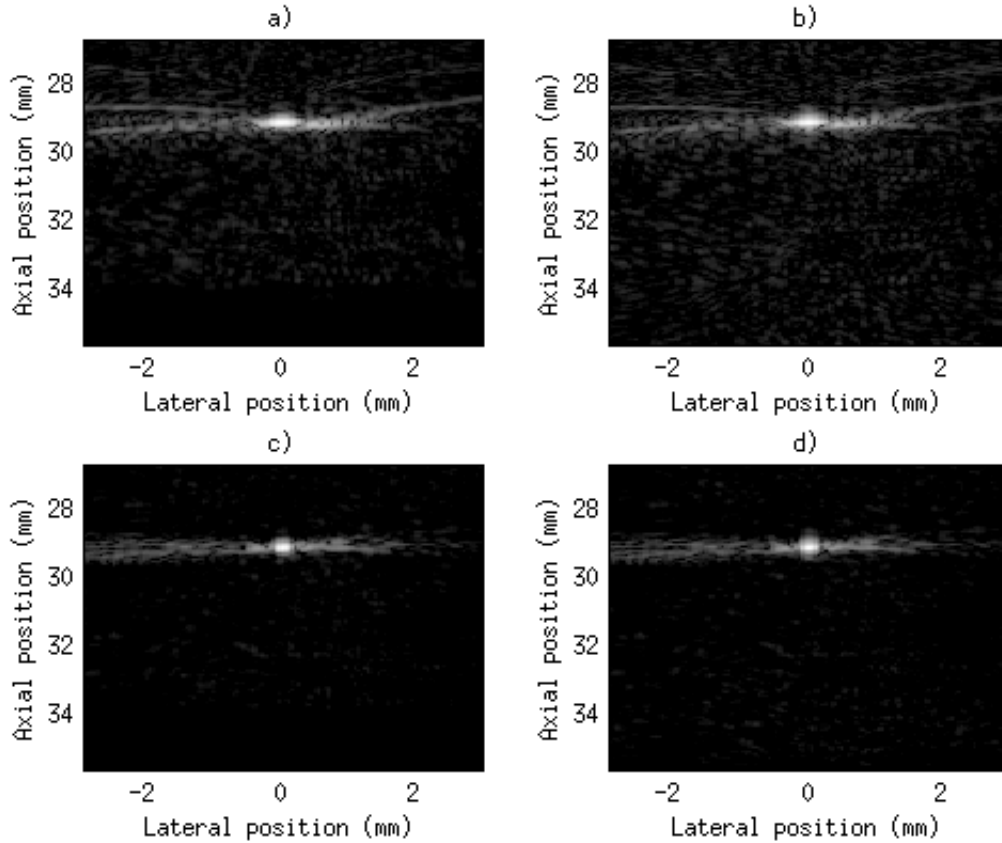 a)
b)
28
30
32
34
Axial position (mm)
-2
0
2
Lateral position (mm)
28
30
32
34
Axial position (mm)
-2
0
2
Lateral position (mm)
c)
d)
28
30
32
34
Axial position (mm)
-2
0
2
Lateral position (mm)
28
30
32
34
Axial position (mm)
-2
0
2
Lateral position (mm)